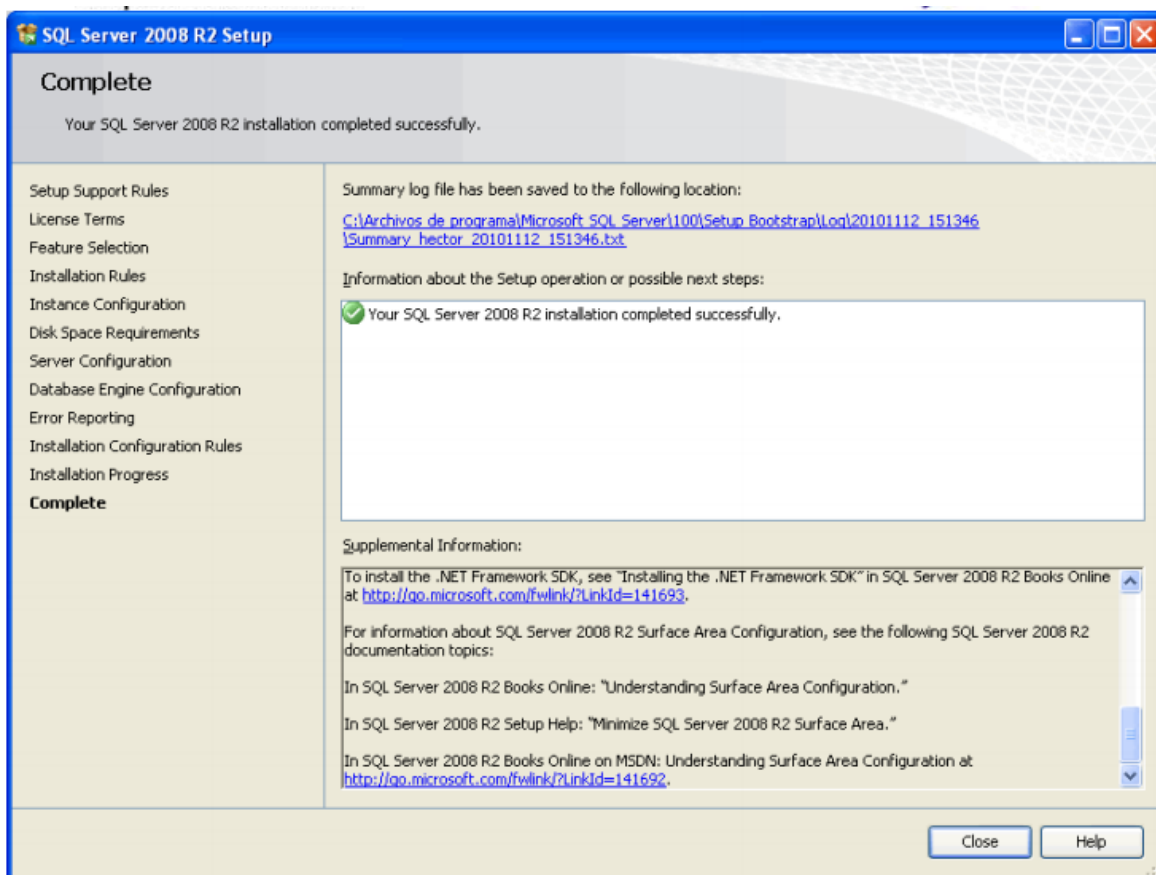 SQL Server 2008 R2 Setup
Complete
Your SQL Server 2008 R2 installation completed successfully.
Setup Support Rules
License Terms
Feature Selection
Installation Rules
Instance Configuration
Disk Space Requirements
Server Configuration
Database Engine Configuration
Error Reporting
Installation Configuration Rules
Installation Progress
Complete
Summary log file has been saved to the following location:
C:\Archivos de programa\Microsoft SQL Server\100\Setup Bootstrap\Log\20101112_151346
\Summary_hector_20101112_151346.txt
Information about the Setup operation or possible next steps:
Your SQL Server 2008 R2 installation completed successfully.
Supplemental Information:
To install the .NET Framework SDK, see "Installing the .NET Framework SDK" in SQL Server 2008 R2 Books Online
at http://go.microsoft.com/fwlink/?LinkId=141693.
For information about SQL Server 2008 R2 Surface Area Configuration, see the following SQL Server 2008 R2
documentation topics:
In SQL Server 2008 R2 Books Online: "Understanding Surface Area Configuration."
In SQL Server 2008 R2 Setup Help: "Minimize SQL Server 2008 R2 Surface Area."
In SQL Server 2008 R2 Books Online on MSDN: Understanding Surface Area Configuration at
http://go.microsoft.com/fwlink/?LinkId=141692.
Close
Help